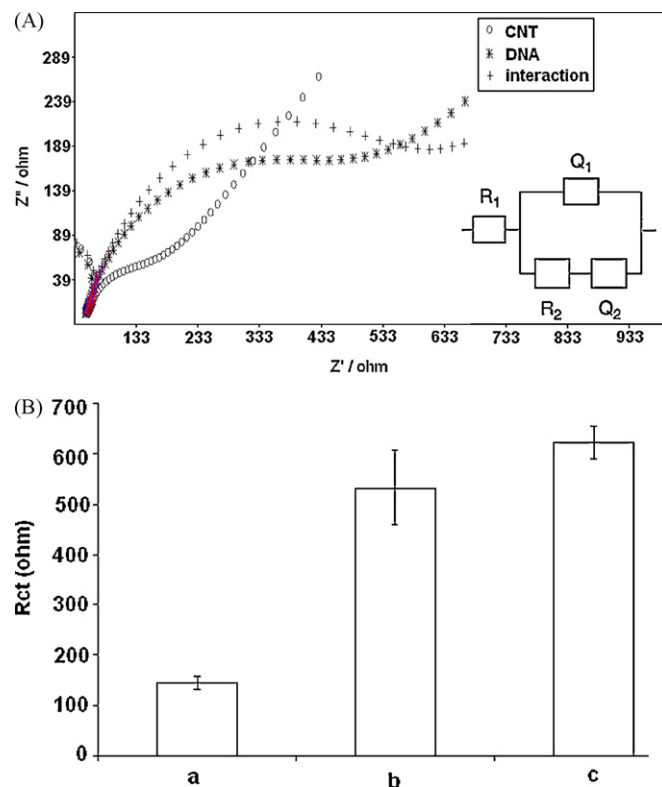 (A)
CNT
DNA
interaction
289
239
189
139
89
39
Z" / ohm
133 233 333 433 533 633 733 833 933
Z' / ohm
R1
Q1
R2
Q2
(B)
700
600
500
400
300
200
100
0
Rct (ohm)
a b c